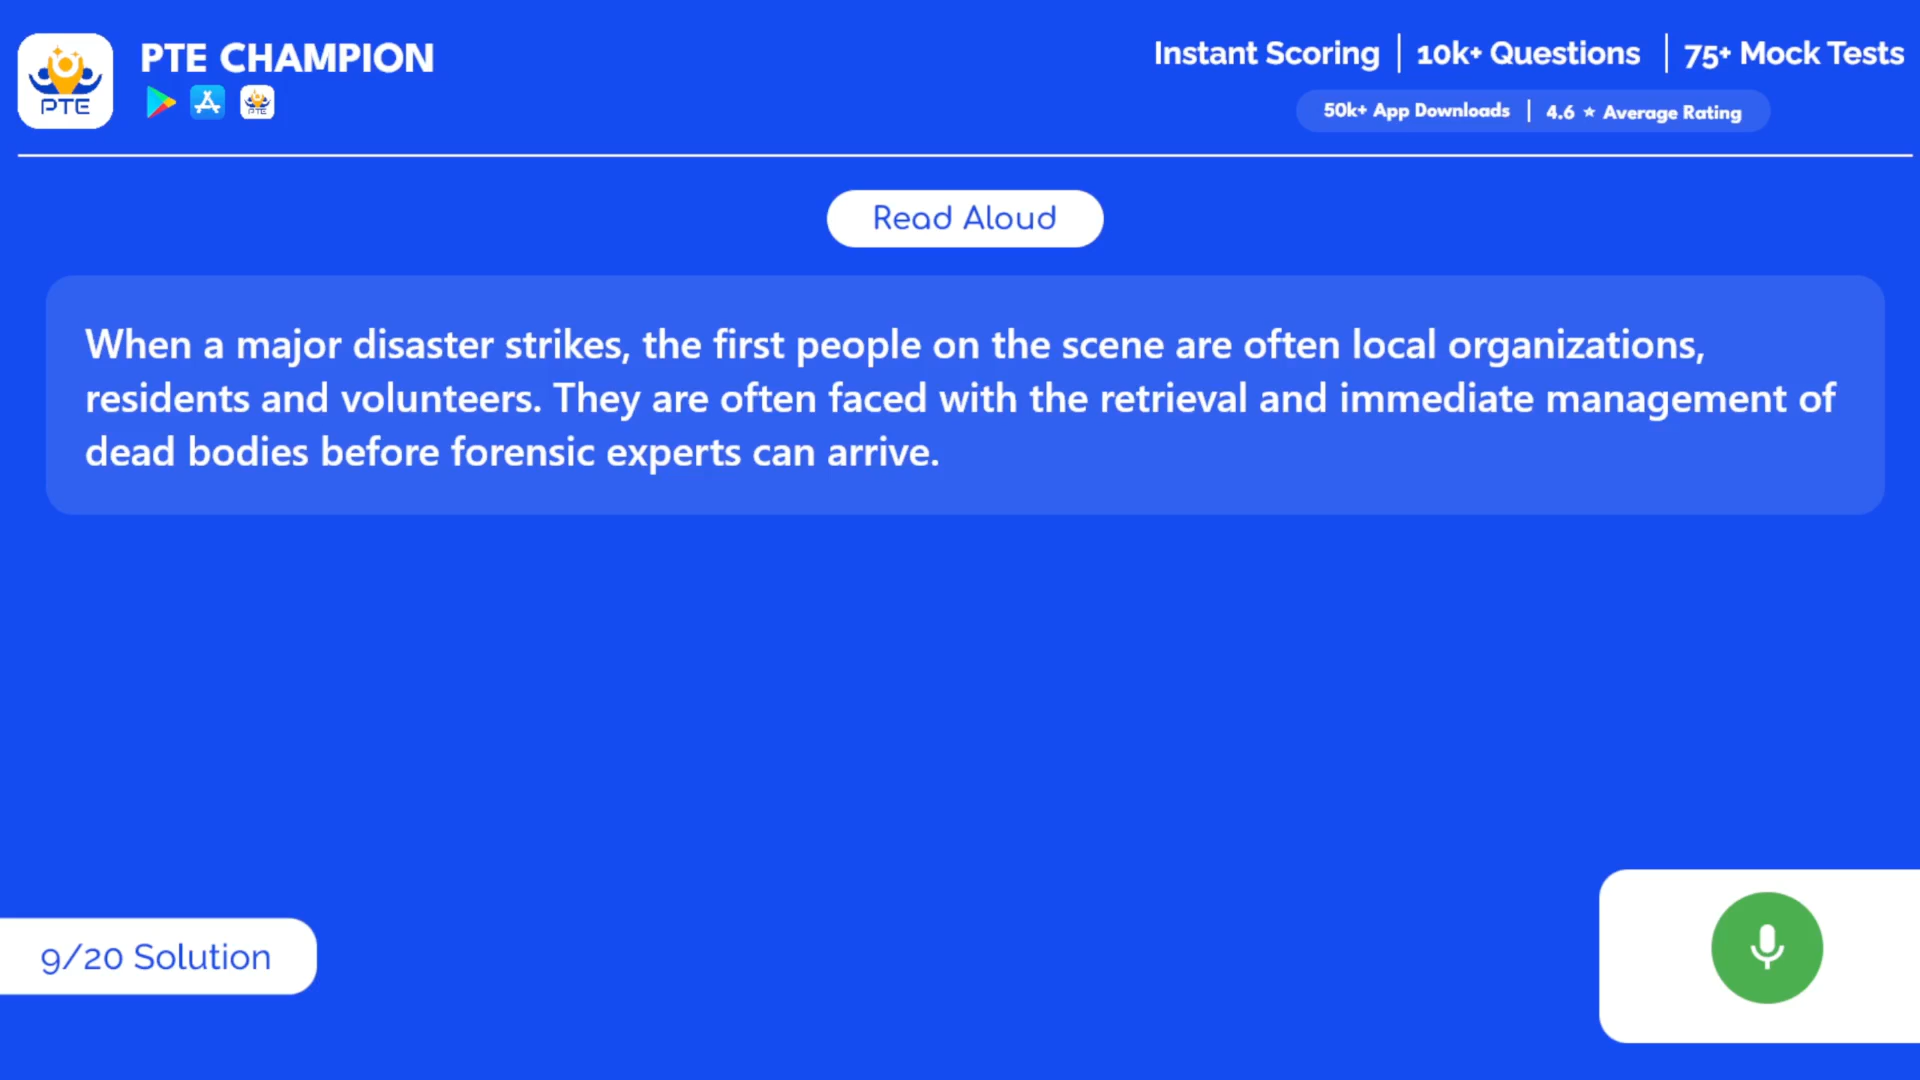 PTE CHAMPION
PTE
PTE
Instant Scoring | 10k+ Questions | 75+ Mock Tests
50k+ App Downloads | 4.6 ★ Average Rating
Read Aloud
When a major disaster strikes, the first people on the scene are often local organizations,
residents and volunteers. They are often faced with the retrieval and immediate management of
dead bodies before forensic experts can arrive.
9/20 Solution